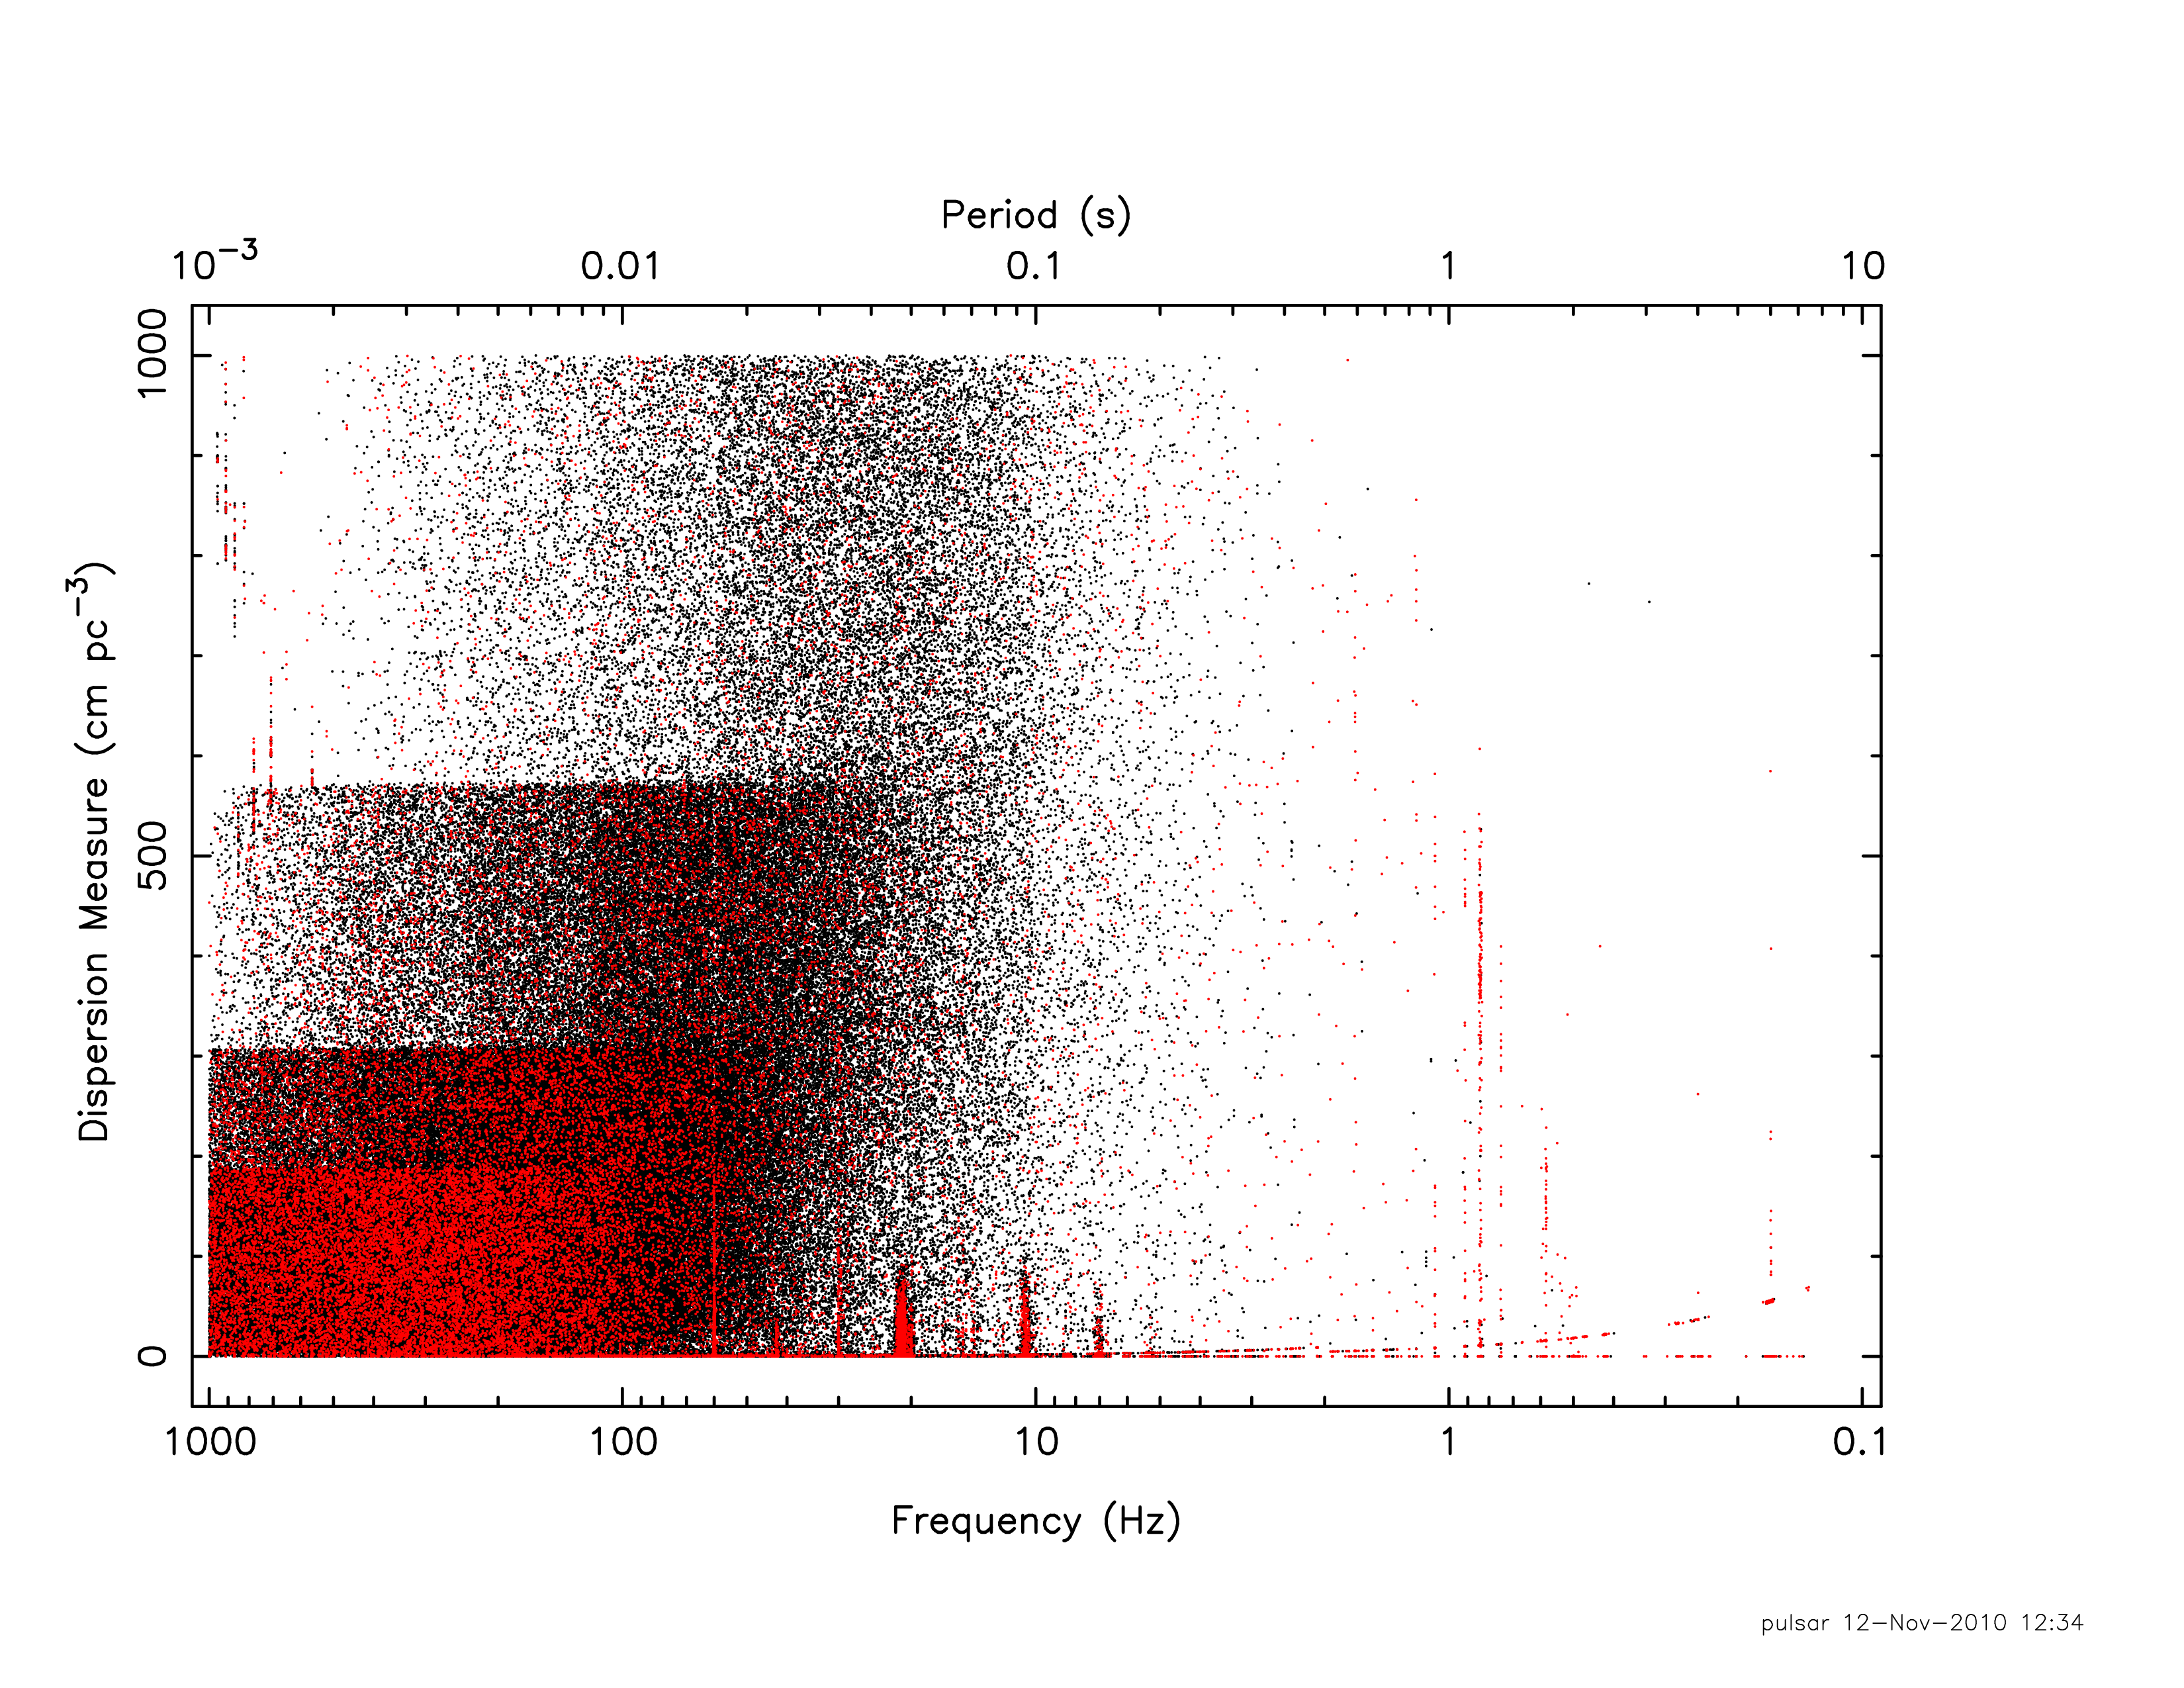 Period (s)
10⁻³ 0.01 0.1 1 10
1000
500
0
Dispersion Measure (cm pc⁻³)
1000 100 10 1 0.1
Frequency (Hz)
pulsar 12-Nov-2010 12:34